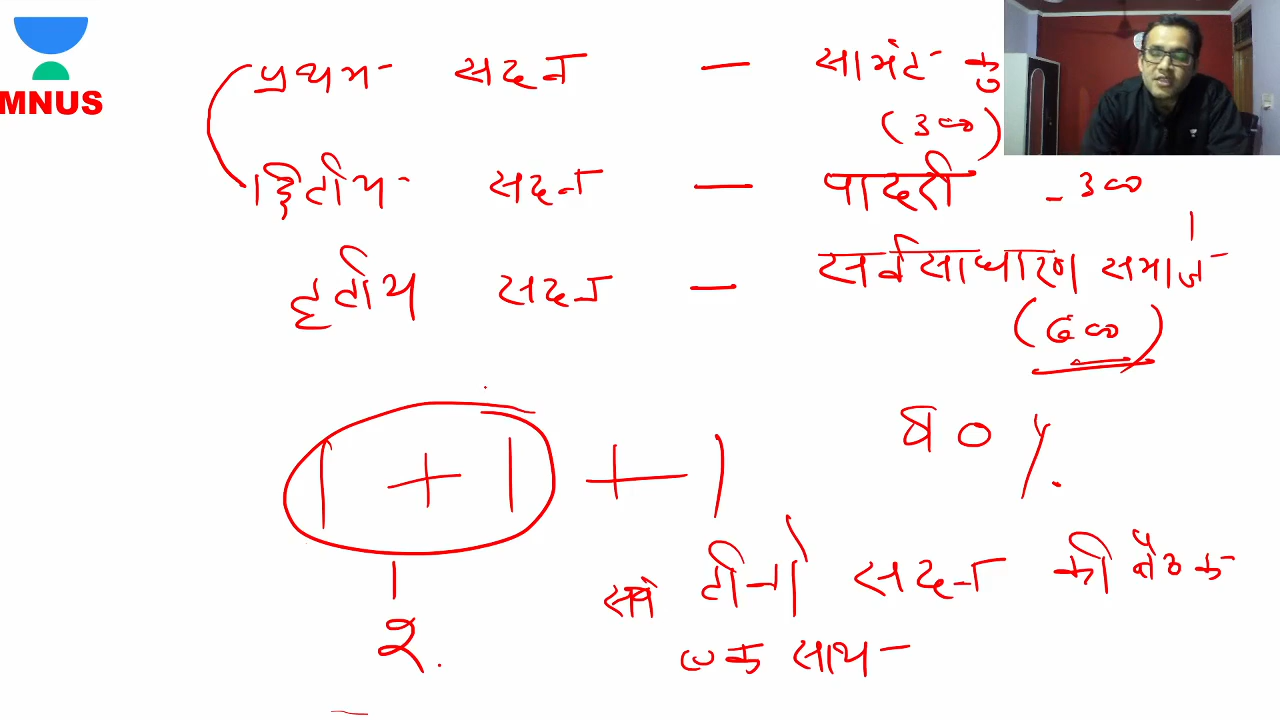 MNUS
प्रथम सदन – सामंत
(300)
द्वितीय सदन – पादरी - 300
तृतीय सदन – सर्वसाधारण समाज
(600)
1 + 1 + 1
80 %.
2.
तीनों सदन की बैठक
एक साथ